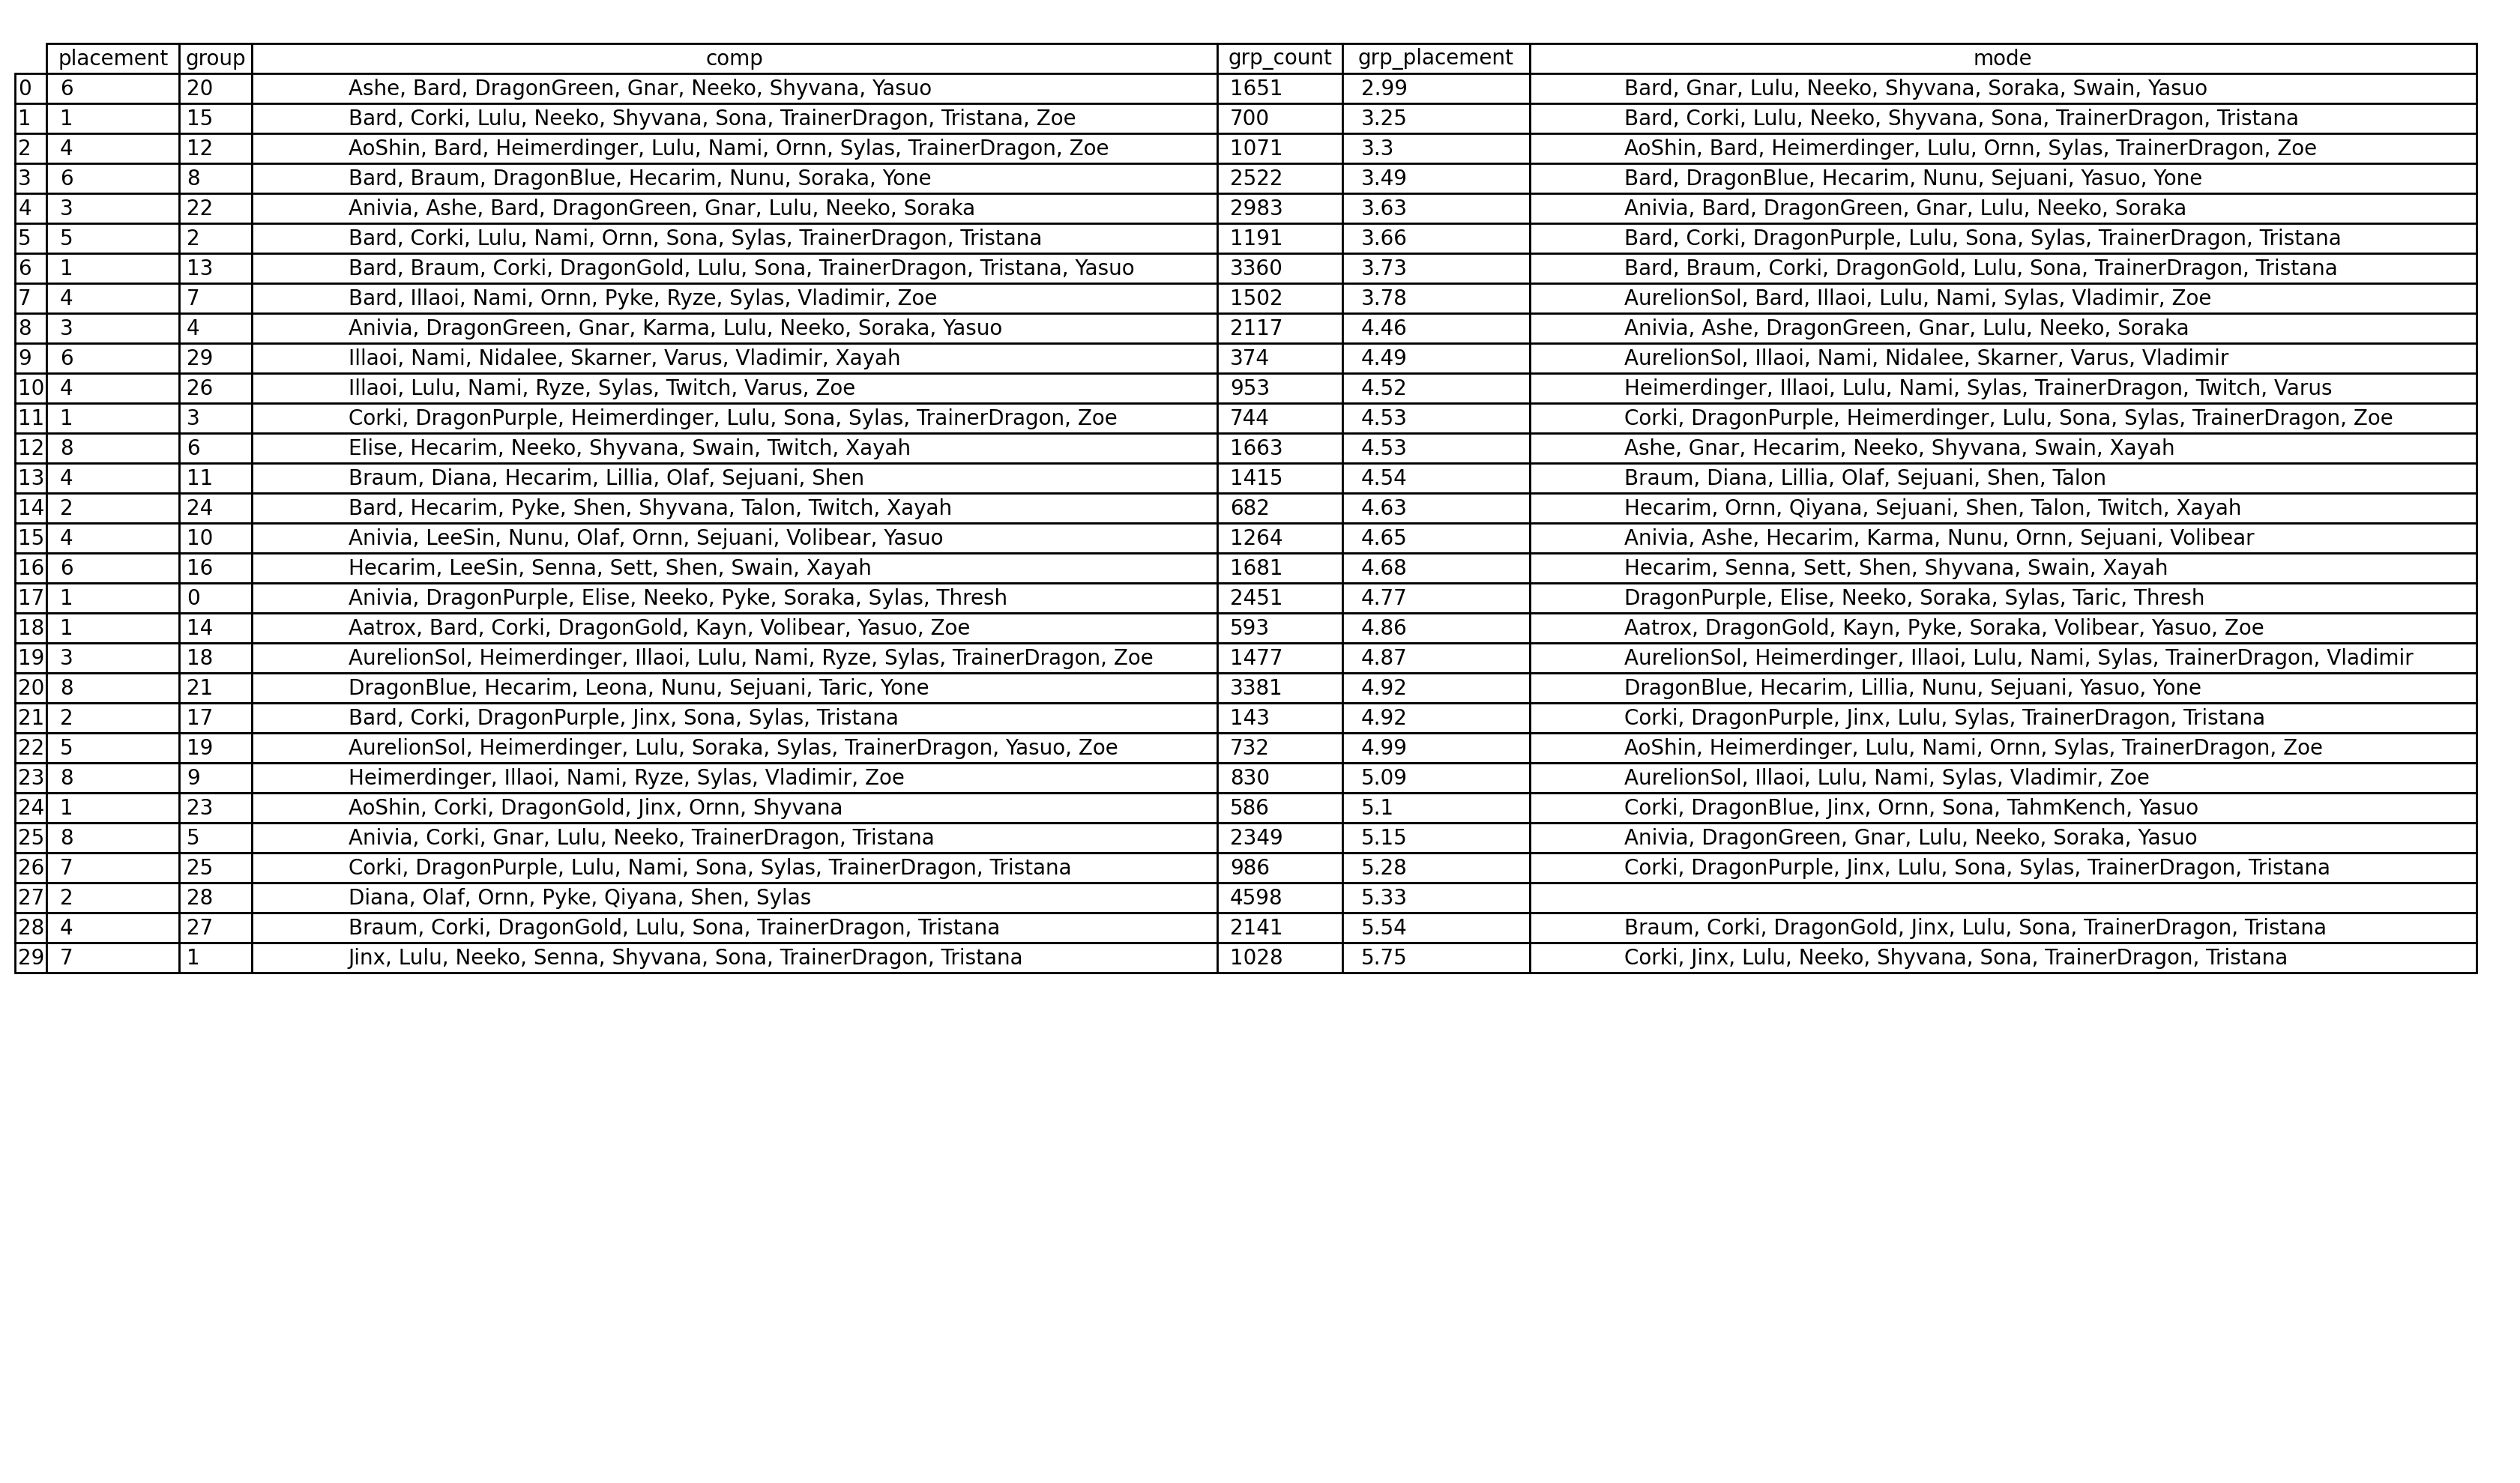 placement group comp grp_count grp_placement mode
0 6 20 Ashe, Bard, DragonGreen, Gnar, Neeko, Shyvana, Yasuo 1651 2.99 Bard, Gnar, Lulu, Neeko, Shyvana, Soraka, Swain, Yasuo
1 1 15 Bard, Corki, Lulu, Neeko, Shyvana, Sona, TrainerDragon, Tristana, Zoe 700 3.25 Bard, Corki, Lulu, Neeko, Shyvana, Sona, TrainerDragon, Tristana
2 4 12 AoShin, Bard, Heimerdinger, Lulu, Nami, Ornn, Sylas, TrainerDragon, Zoe 1071 3.3 AoShin, Bard, Heimerdinger, Lulu, Ornn, Sylas, TrainerDragon, Zoe
3 6 8 Bard, Braum, DragonBlue, Hecarim, Nunu, Soraka, Yone 2522 3.49 Bard, DragonBlue, Hecarim, Nunu, Sejuani, Yasuo, Yone
4 3 22 Anivia, Ashe, Bard, DragonGreen, Gnar, Lulu, Neeko, Soraka 2983 3.63 Anivia, Bard, DragonGreen, Gnar, Lulu, Neeko, Soraka
5 5 2 Bard, Corki, Lulu, Nami, Ornn, Sona, Sylas, TrainerDragon, Tristana 1191 3.66 Bard, Corki, DragonPurple, Lulu, Sona, Sylas, TrainerDragon, Tristana
6 1 13 Bard, Braum, Corki, DragonGold, Lulu, Sona, TrainerDragon, Tristana, Yasuo 3360 3.73 Bard, Braum, Corki, DragonGold, Lulu, Sona, TrainerDragon, Tristana
7 4 7 Bard, Illaoi, Nami, Ornn, Pyke, Ryze, Sylas, Vladimir, Zoe 1502 3.78 AurelionSol, Bard, Illaoi, Lulu, Nami, Sylas, Vladimir, Zoe
8 3 4 Anivia, DragonGreen, Gnar, Karma, Lulu, Neeko, Soraka, Yasuo 2117 4.46 Anivia, Ashe, DragonGreen, Gnar, Lulu, Neeko, Soraka
9 6 29 Illaoi, Nami, Nidalee, Skarner, Varus, Vladimir, Xayah 374 4.49 AurelionSol, Illaoi, Nami, Nidalee, Skarner, Varus, Vladimir
10 4 26 Illaoi, Lulu, Nami, Ryze, Sylas, Twitch, Varus, Zoe 953 4.52 Heimerdinger, Illaoi, Lulu, Nami, Sylas, TrainerDragon, Twitch, Varus
11 1 3 Corki, DragonPurple, Heimerdinger, Lulu, Sona, Sylas, TrainerDragon, Zoe 744 4.53 Corki, DragonPurple, Heimerdinger, Lulu, Sona, Sylas, TrainerDragon, Zoe
12 8 6 Elise, Hecarim, Neeko, Shyvana, Swain, Twitch, Xayah 1663 4.53 Ashe, Gnar, Hecarim, Neeko, Shyvana, Swain, Xayah
13 4 11 Braum, Diana, Hecarim, Lillia, Olaf, Sejuani, Shen 1415 4.54 Braum, Diana, Lillia, Olaf, Sejuani, Shen, Talon
14 2 24 Bard, Hecarim, Pyke, Shen, Shyvana, Talon, Twitch, Xayah 682 4.63 Hecarim, Ornn, Qiyana, Sejuani, Shen, Talon, Twitch, Xayah
15 4 10 Anivia, LeeSin, Nunu, Olaf, Ornn, Sejuani, Volibear, Yasuo 1264 4.65 Anivia, Ashe, Hecarim, Karma, Nunu, Ornn, Sejuani, Volibear
16 6 16 Hecarim, LeeSin, Senna, Sett, Shen, Swain, Xayah 1681 4.68 Hecarim, Senna, Sett, Shen, Shyvana, Swain, Xayah
17 1 0 Anivia, DragonPurple, Elise, Neeko, Pyke, Soraka, Sylas, Thresh 2451 4.77 DragonPurple, Elise, Neeko, Soraka, Sylas, Taric, Thresh
18 1 14 Aatrox, Bard, Corki, DragonGold, Kayn, Volibear, Yasuo, Zoe 593 4.86 Aatrox, DragonGold, Kayn, Pyke, Soraka, Volibear, Yasuo, Zoe
19 3 18 AurelionSol, Heimerdinger, Illaoi, Lulu, Nami, Ryze, Sylas, TrainerDragon, Zoe 1477 4.87 AurelionSol, Heimerdinger, Illaoi, Lulu, Nami, Sylas, TrainerDragon, Vladimir
20 8 21 DragonBlue, Hecarim, Leona, Nunu, Sejuani, Taric, Yone 3381 4.92 DragonBlue, Hecarim, Lillia, Nunu, Sejuani, Yasuo, Yone
21 2 17 Bard, Corki, DragonPurple, Jinx, Sona, Sylas, Tristana 143 4.92 Corki, DragonPurple, Jinx, Lulu, Sylas, TrainerDragon, Tristana
22 5 19 AurelionSol, Heimerdinger, Lulu, Soraka, Sylas, TrainerDragon, Yasuo, Zoe 732 4.99 AoShin, Heimerdinger, Lulu, Nami, Ornn, Sylas, TrainerDragon, Zoe
23 8 9 Heimerdinger, Illaoi, Nami, Ryze, Sylas, Vladimir, Zoe 830 5.09 AurelionSol, Illaoi, Lulu, Nami, Sylas, Vladimir, Zoe
24 1 23 AoShin, Corki, DragonGold, Jinx, Ornn, Shyvana 586 5.1 Corki, DragonBlue, Jinx, Ornn, Sona, TahmKench, Yasuo
25 8 5 Anivia, Corki, Gnar, Lulu, Neeko, TrainerDragon, Tristana 2349 5.15 Anivia, DragonGreen, Gnar, Lulu, Neeko, Soraka, Yasuo
26 7 25 Corki, DragonPurple, Lulu, Nami, Sona, Sylas, TrainerDragon, Tristana 986 5.28 Corki, DragonPurple, Jinx, Lulu, Sona, Sylas, TrainerDragon, Tristana
27 2 28 Diana, Olaf, Ornn, Pyke, Qiyana, Shen, Sylas 4598 5.33
28 4 27 Braum, Corki, DragonGold, Lulu, Sona, TrainerDragon, Tristana 2141 5.54 Braum, Corki, DragonGold, Jinx, Lulu, Sona, TrainerDragon, Tristana
29 7 1 Jinx, Lulu, Neeko, Senna, Shyvana, Sona, TrainerDragon, Tristana 1028 5.75 Corki, Jinx, Lulu, Neeko, Shyvana, Sona, TrainerDragon, Tristana